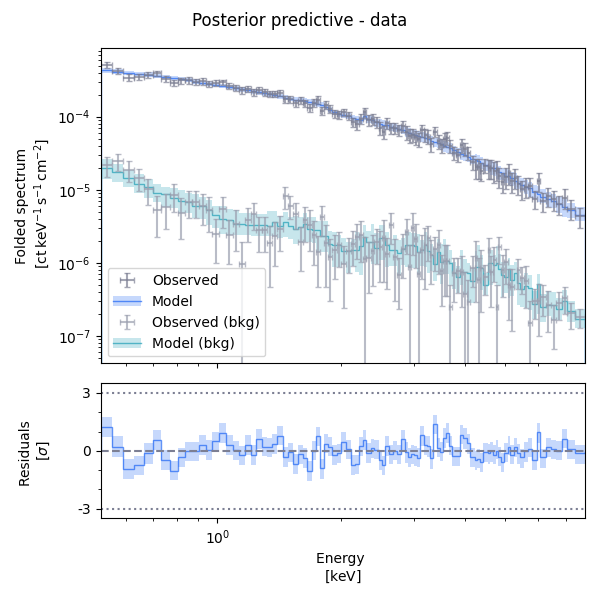 Posterior predictive - data
Folded spectrum
[ct keV⁻¹ s⁻¹ cm⁻²]
10⁻⁴
10⁻⁵
10⁻⁶
10⁻⁷
Observed
Model
Observed (bkg)
Model (bkg)
Residuals
[σ]
3
0
-3
10⁰
Energy
[keV]